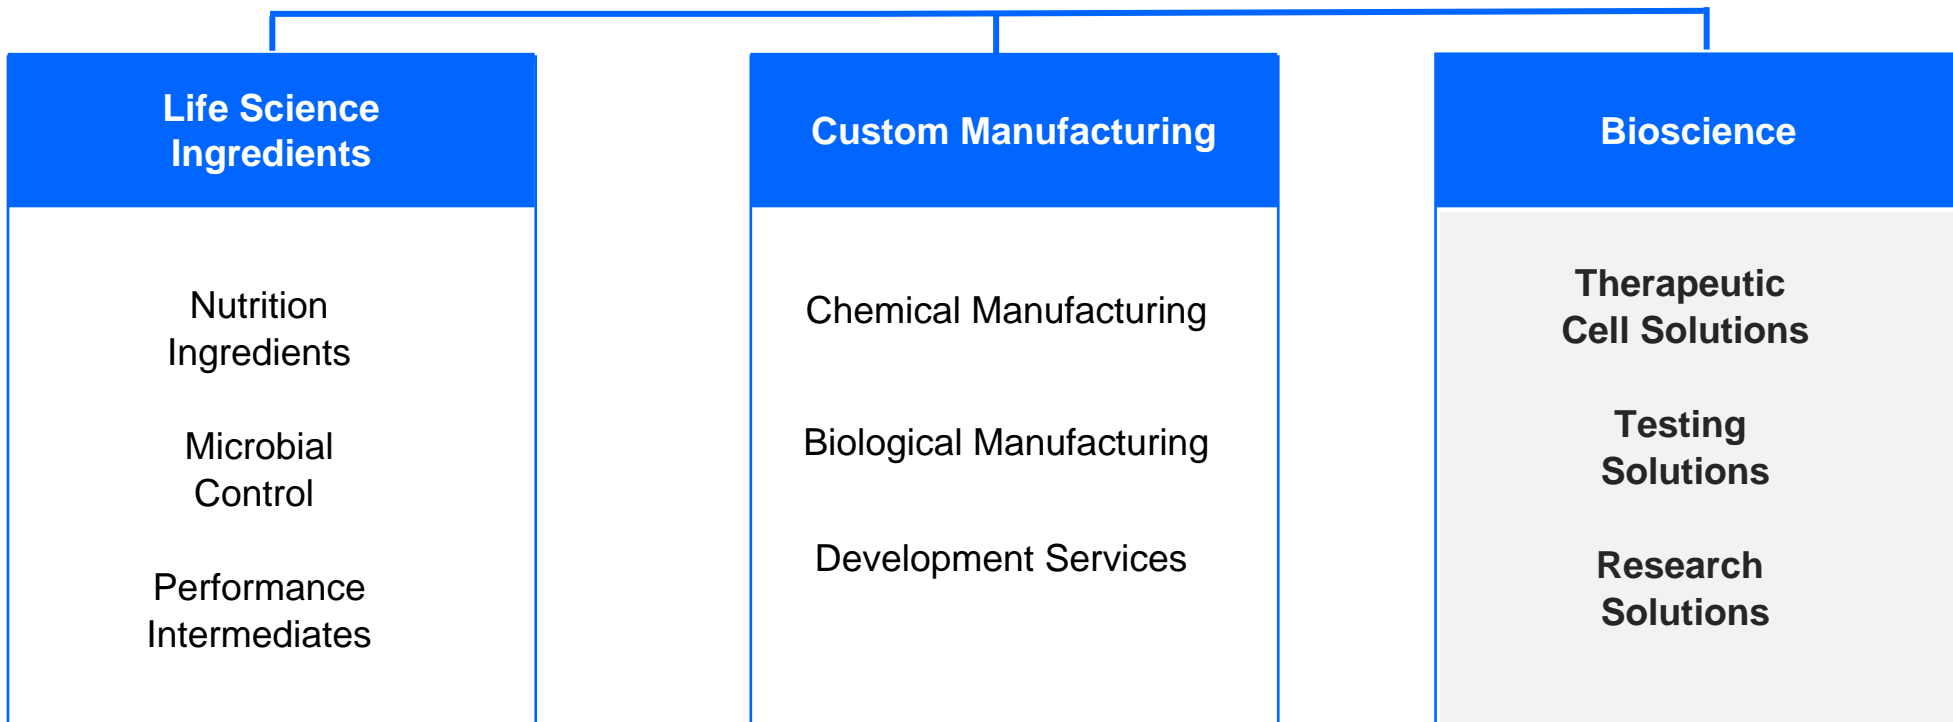 Life Science
Ingredients
Nutrition
Ingredients
Microbial
Control
Performance
Intermediates
Custom Manufacturing
Chemical Manufacturing
Biological Manufacturing
Development Services
Bioscience
Therapeutic
Cell Solutions
Testing
Solutions
Research
Solutions